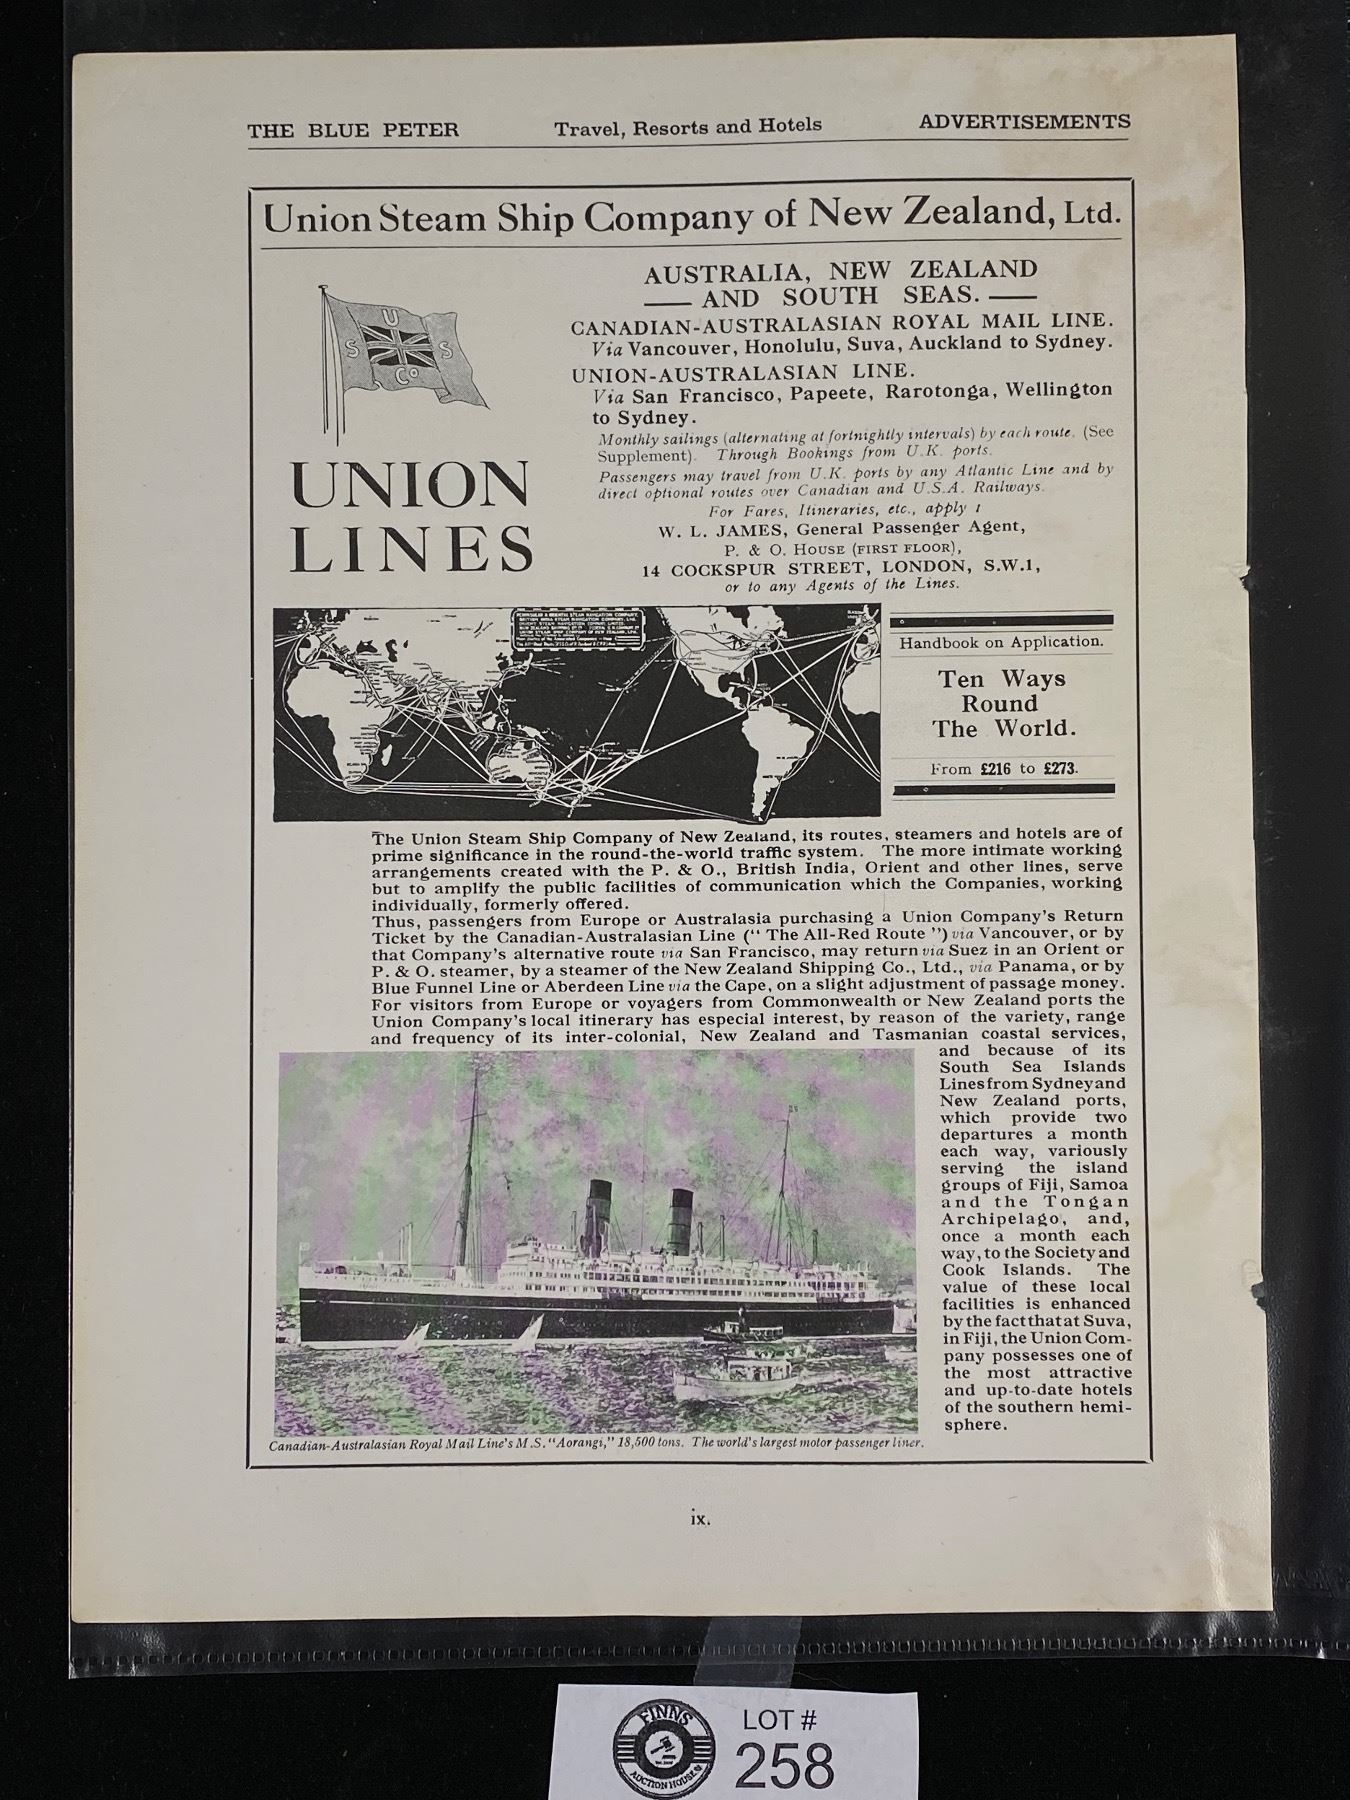 THE BLUE PETER Travel, Resorts and Hotels ADVERTISEMENTS
Union Steam Ship Company of New Zealand, Ltd.
U
S S
Co
UNION
LINES
AUSTRALIA, NEW ZEALAND
AND SOUTH SEAS.
CANADIAN-AUSTRALASIAN ROYAL MAIL LINE.
Via Vancouver, Honolulu, Suva, Auckland to Sydney.
UNION-AUSTRALASIAN LINE.
Via San Francisco, Papeete, Rarotonga, Wellington
to Sydney.
Monthly sailings (alternating at fortnightly intervals) by each route. (See
Supplement). Through Bookings from U.K. ports.
Passengers may travel from U.K. ports by any Atlantic Line and by
direct optional routes over Canadian and U.S.A. Railways.
For Fares, Itineraries, etc., apply :
W. L. JAMES, General Passenger Agent,
P. & O. HOUSE (FIRST FLOOR),
14 COCKSPUR STREET, LONDON, S.W.1,
or to any Agents of the Lines.
Handbook on Application.
Ten Ways
Round
The World.
From £216 to £273.
The Union Steam Ship Company of New Zealand, its routes, steamers and hotels are of
prime significance in the round-the-world traffic system. The more intimate working
arrangements created with the P. & O., British India, Orient and other lines, serve
but to amplify the public facilities of communication which the Companies, working
individually, formerly offered.
Thus, passengers from Europe or Australasia purchasing a Union Company's Return
Ticket by the Canadian-Australasian Line (" The All-Red Route ") via Vancouver, or by
that Company's alternative route via San Francisco, may return via Suez in an Orient or
P. & O. steamer, by a steamer of the New Zealand Shipping Co., Ltd., via Panama, or by
Blue Funnel Line or Aberdeen Line via the Cape, on a slight adjustment of passage money.
For visitors from Europe or voyagers from Commonwealth or New Zealand ports the
Union Company's local itinerary has especial interest, by reason of the variety, range
and frequency of its inter-colonial, New Zealand and Tasmanian coastal services,
and because of its
South Sea Islands
Lines from Sydney and
New Zealand ports,
which provide two
departures a month
each way, variously
serving the island
groups of Fiji, Samoa
and the Tongan
Archipelago, and,
once a month each
way, to the Society and
Cook Islands. The
value of these local
facilities is enhanced
by the fact that at Suva,
in Fiji, the Union Com-
pany possesses one of
the most attractive
and up-to-date hotels
of the southern hemi-
sphere.
Canadian-Australasian Royal Mail Line's M.S. "Aorangi," 18,500 tons. The world's largest motor passenger liner.
ix.
FINNS
AUCTION HOUSE
LOT #
258